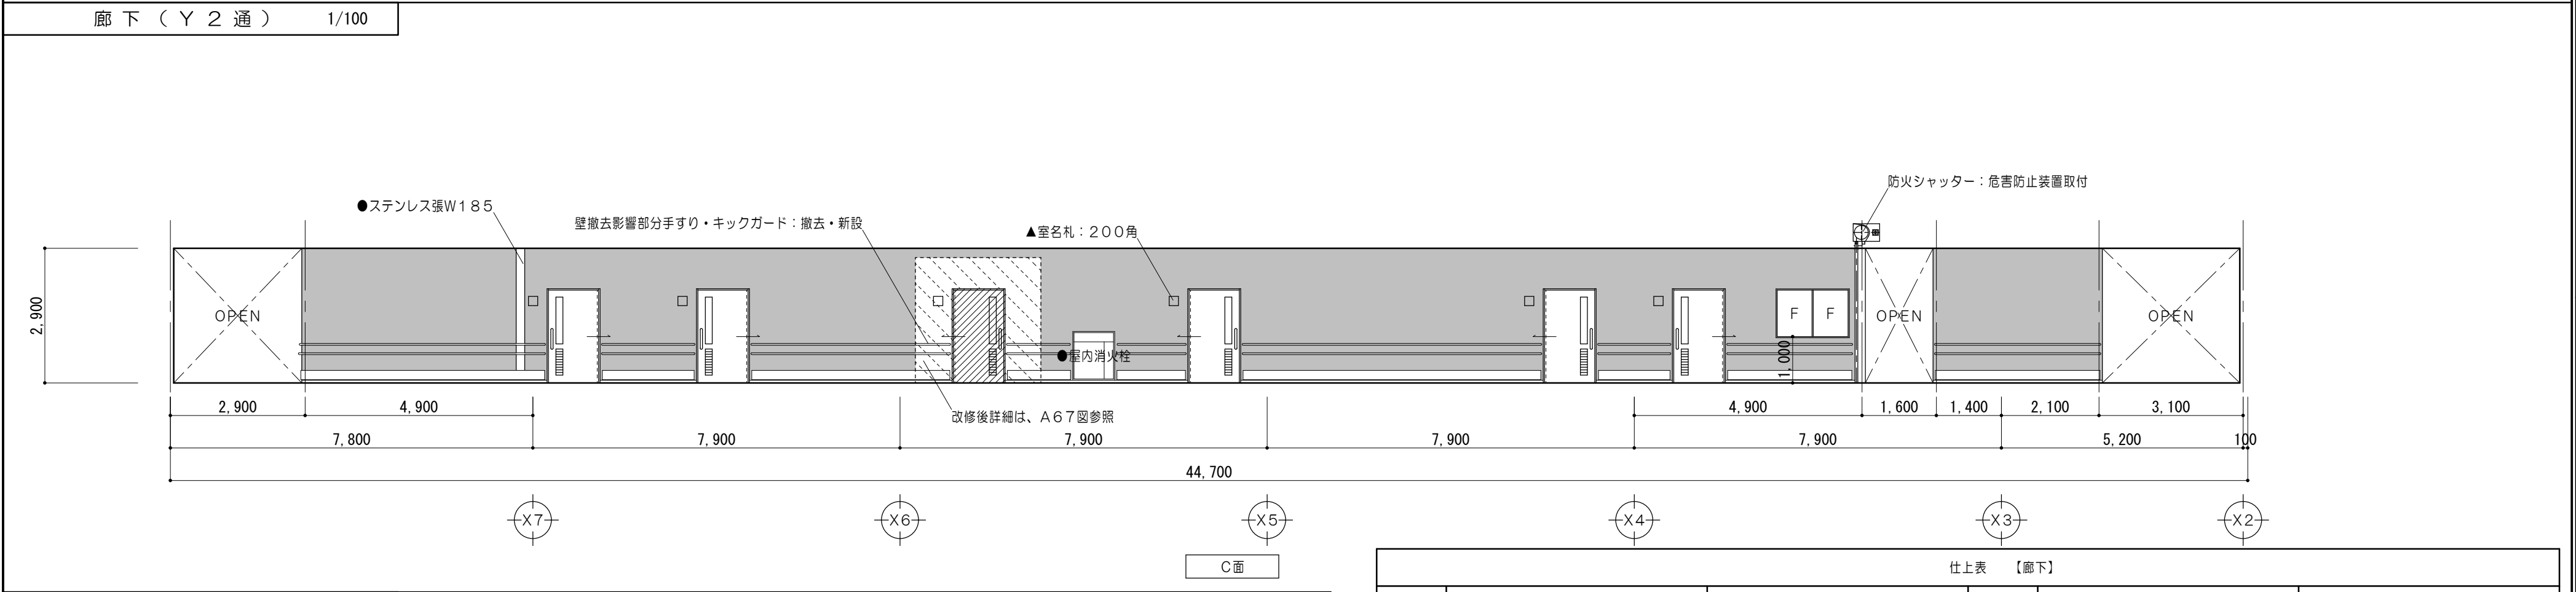 廊下（Ｙ２通） 1/100
防火シャッター：危害防止装置取付
●ステンレス張Ｗ１８５
壁撤去影響部分手すり・キックガード：撤去・新設
▲室名札：２００角
2,900
OPEN
F F
OPEN
OPEN
●屋内消火栓
1,000
改修後詳細は、Ａ６７図参照
2,900 4,900 4,900 1,600 1,400 2,100 3,100
7,800 7,900 7,900 7,900 7,900 5,200 100
44,700
X7 X6 X5 X4 X3 X2
Ｃ面
仕上表 【廊下】